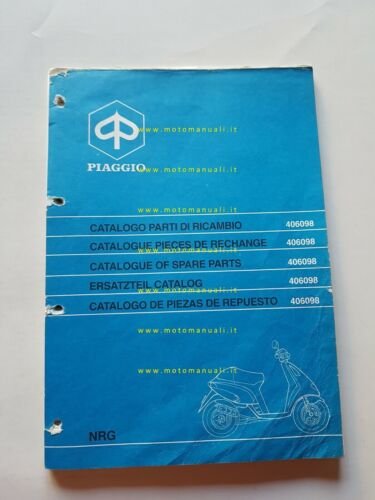 www.motomanuali.it
PIAGGIO
www.motomanuali.it
CATALOGO PARTI DI RICAMBIO 406098
www.motomanuali.it
CATALOGUE PIECES DE RECHANGE 406098
CATALOGUE OF SPARE PARTS 406098
www.motomanuali.it
ERSATZTEIL CATALOG 406098
CATALOGO DE PIEZAS DE REPUESTO 406098
www.motomanuali.it
www.motomanuali.it
NRG